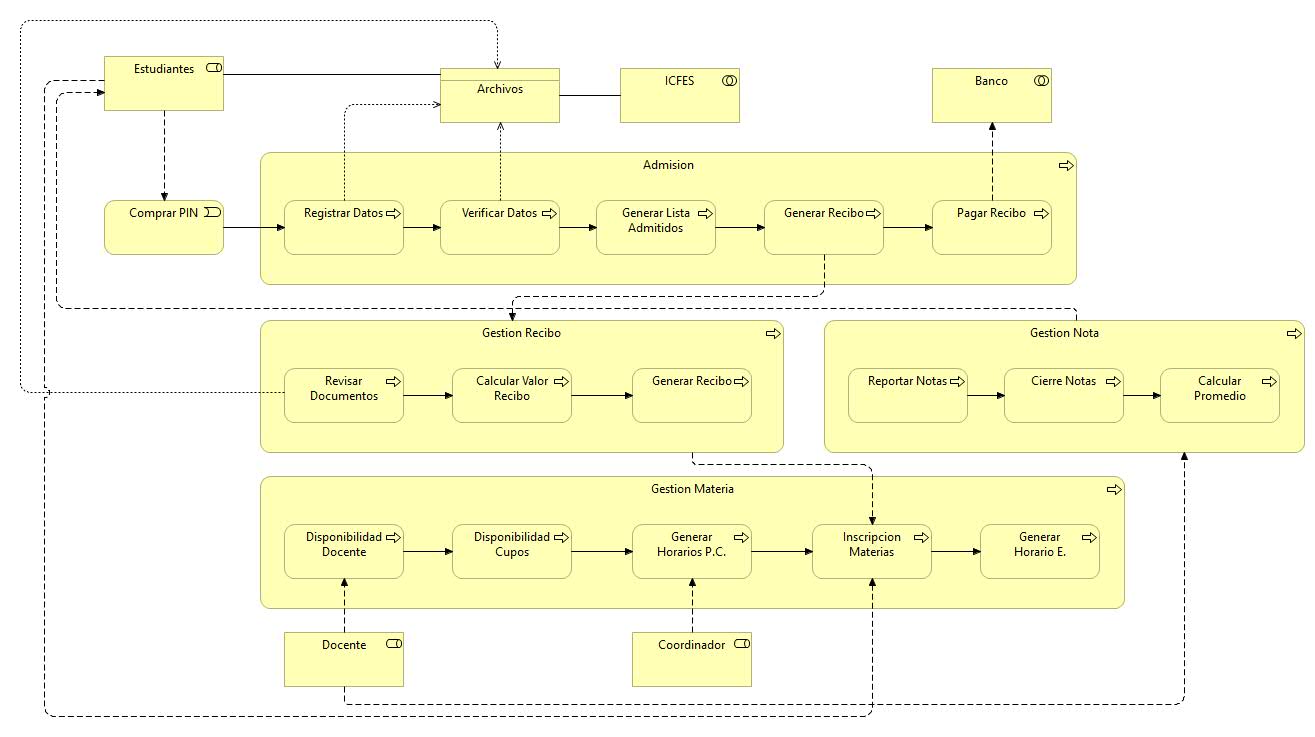 Estudiantes
Archivos
ICFES
Banco
Admision
Comprar PIN
Registrar Datos
Verificar Datos
Generar Lista
Admitidos
Generar Recibo
Pagar Recibo
Gestion Recibo
Revisar
Documentos
Calcular Valor
Recibo
Generar Recibo
Gestion Nota
Reportar Notas
Cierre Notas
Calcular
Promedio
Gestion Materia
Disponibilidad
Docente
Disponibilidad
Cupos
Generar
Horarios P.C.
Inscripcion
Materias
Generar
Horario E.
Docente
Coordinador